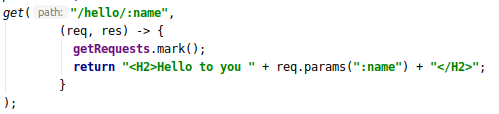 get( path: "/hello/:name",
(req, res) -> {
getRequests.mark();
return "<H2>Hello to you " + req.params(":name") + "</H2>";
}
);